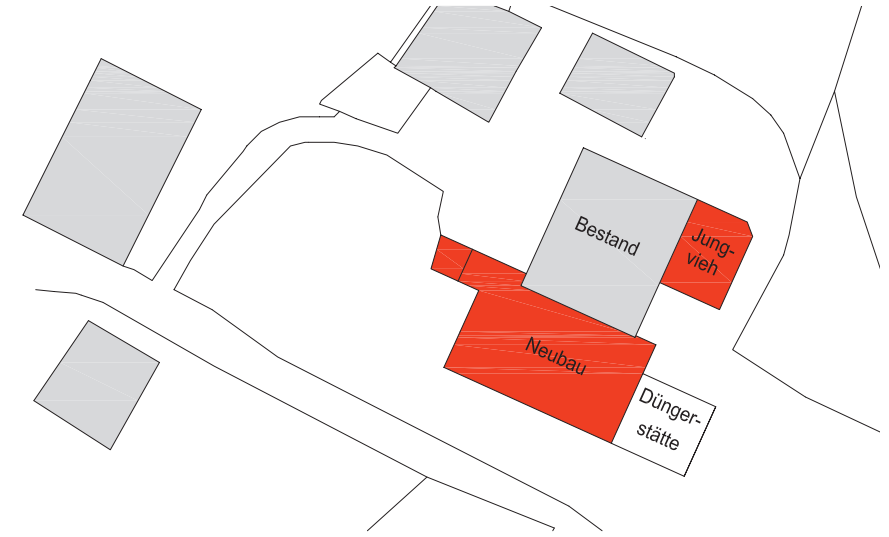 Bestand
Jung-
vieh
Neubau
Dünger-
stätte